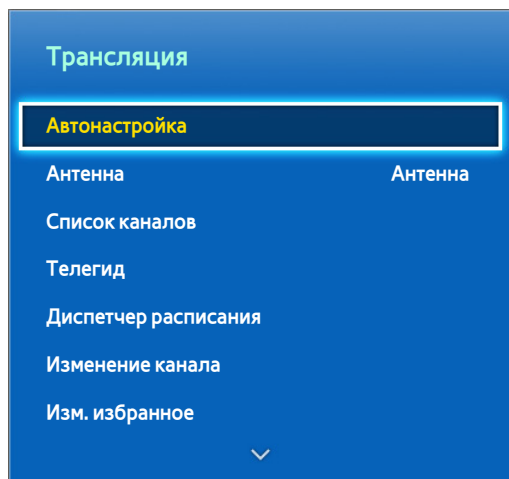 Трансляция
Автонастройка
Антенна Антенна
Список каналов
Телегид
Диспетчер расписания
Изменение канала
Изм. избранное